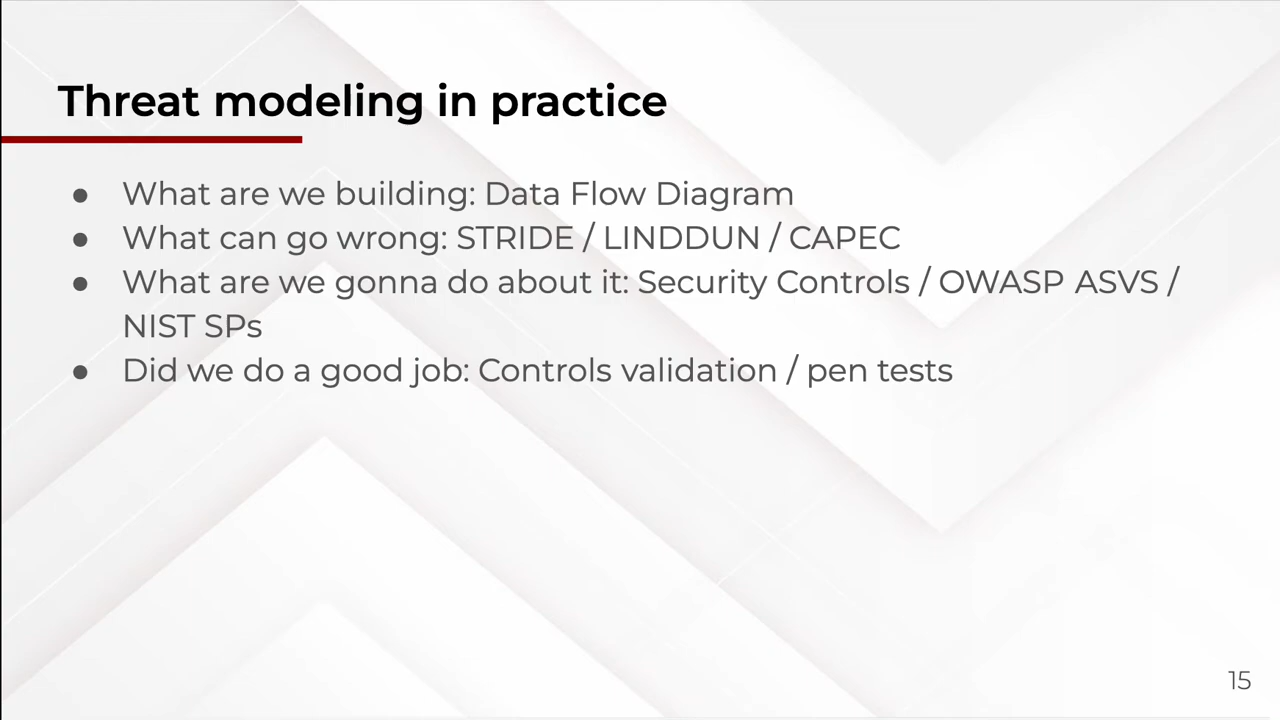 Threat modeling in practice
● What are we building: Data Flow Diagram
● What can go wrong: STRIDE / LINDDUN / CAPEC
● What are we gonna do about it: Security Controls / OWASP ASVS /
NIST SPs
● Did we do a good job: Controls validation / pen tests
15